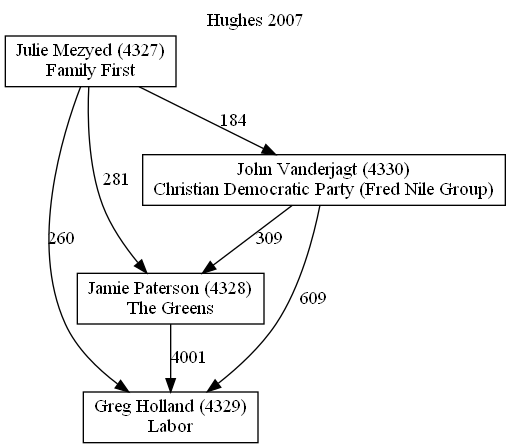 Hughes 2007
Julie Mezyed (4327)
Family First
184
John Vanderjagt (4330)
Christian Democratic Party (Fred Nile Group)
281
260
309
Jamie Paterson (4328)
The Greens
609
4001
Greg Holland (4329)
Labor